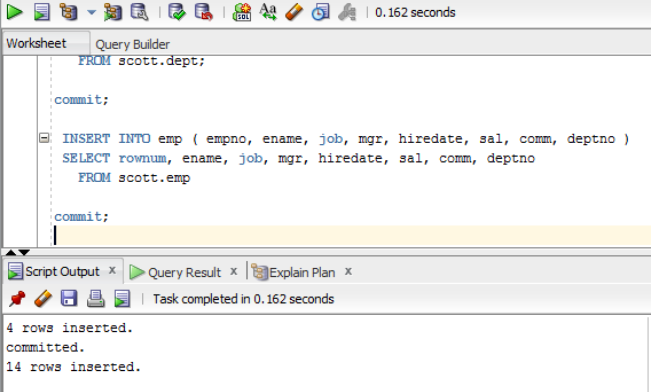 0.162 seconds
Worksheet Query Builder
FROM scott.dept;
commit;
INSERT INTO emp ( empno, ename, job, mgr, hiredate, sal, comm, deptno )
SELECT rownum, ename, job, mgr, hiredate, sal, comm, deptno
FROM scott.emp
commit;
Script Output x Query Result x Explain Plan x
Task completed in 0.162 seconds
4 rows inserted.
committed.
14 rows inserted.